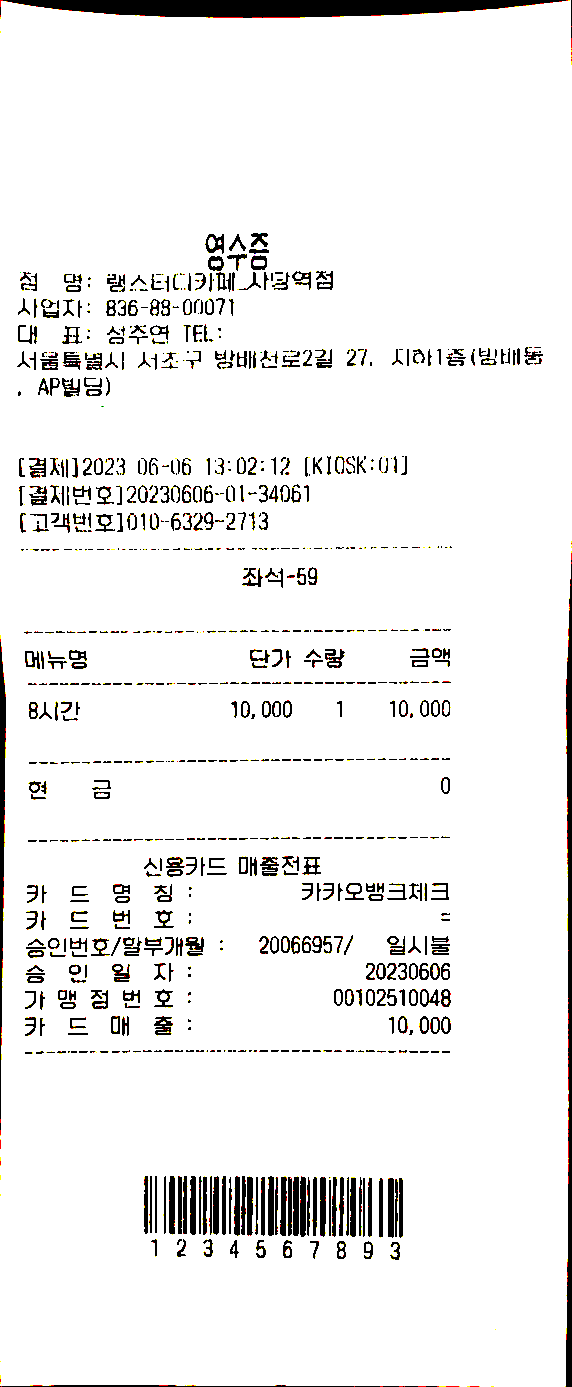 영수증
점 명: 랭스터디카페_사당역점
사업자: 836-88-00071
대 표: 성주연 TEL:
서울특별시 서초구 방배천로2길 27, 지하1층(방배동
, AP빌딩)
[결제]2023-06-06 13:02:12 [KIOSK:01]
[결제번호]20230606-01-34061
[고객번호]010-6329-2713
좌석-59
메뉴명 단가 수량 금액
8시간 10,000 1 10,000
현 금 0
신용카드 매출전표
카 드 명 칭 : 카카오뱅크체크
카 드 번 호 : =
승인번호/할부개월 : 20066957/ 일시불
승 인 일 자 : 20230606
가 맹 점 번 호 : 00102510048
카 드 매 출 : 10,000
1 2 3 4 5 6 7 8 9 3